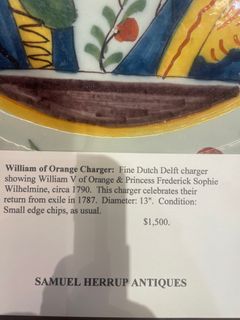 William of Orange Charger: Fine Dutch Delft charger
showing William V of Orange & Princess Frederick Sophie
Wilhelmine, circa 1790. This charger celebrates their
return from exile in 1787. Diameter: 13". Condition:
Small edge chips, as usual.
$1,500.
SAMUEL HERRUP ANTIQUES